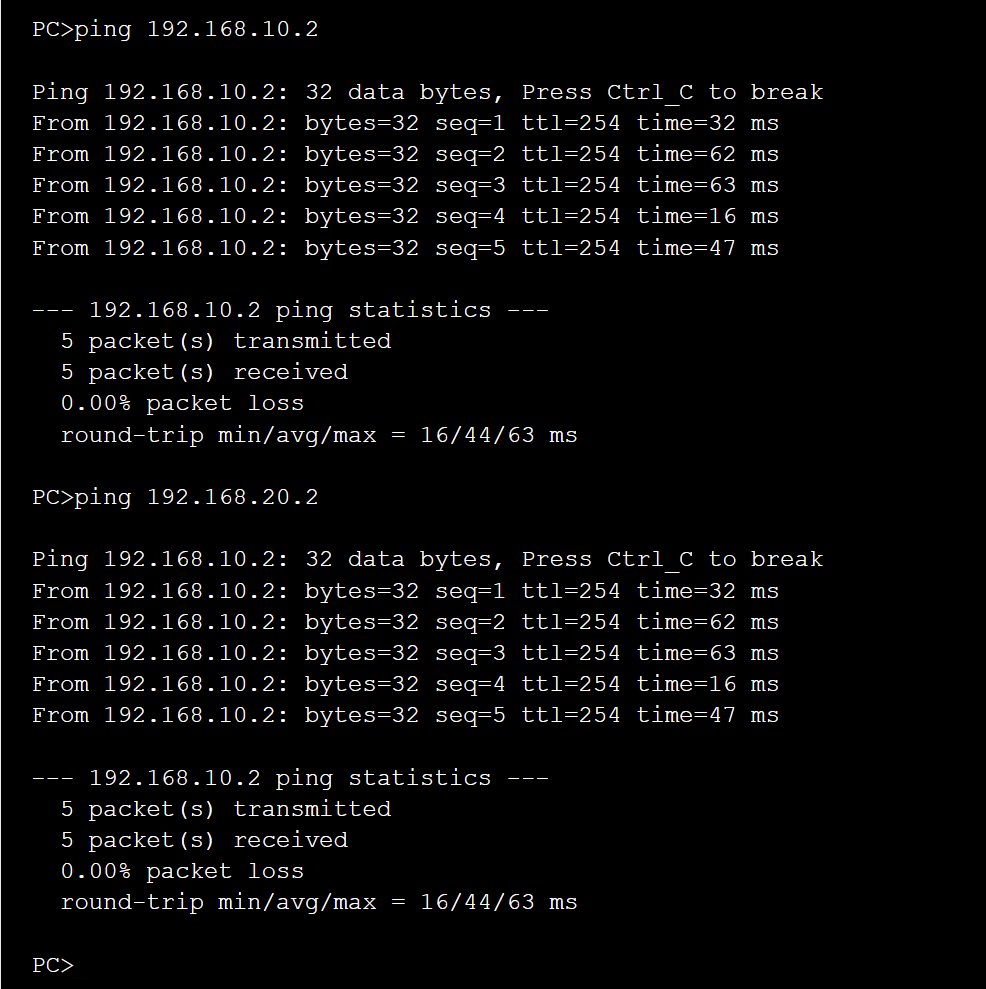 PC>ping 192.168.10.2
Ping 192.168.10.2: 32 data bytes, Press Ctrl_C to break
From 192.168.10.2: bytes=32 seq=1 ttl=254 time=32 ms
From 192.168.10.2: bytes=32 seq=2 ttl=254 time=62 ms
From 192.168.10.2: bytes=32 seq=3 ttl=254 time=63 ms
From 192.168.10.2: bytes=32 seq=4 ttl=254 time=16 ms
From 192.168.10.2: bytes=32 seq=5 ttl=254 time=47 ms
--- 192.168.10.2 ping statistics ---
5 packet(s) transmitted
5 packet(s) received
0.00% packet loss
round-trip min/avg/max = 16/44/63 ms
PC>ping 192.168.20.2
Ping 192.168.10.2: 32 data bytes, Press Ctrl_C to break
From 192.168.10.2: bytes=32 seq=1 ttl=254 time=32 ms
From 192.168.10.2: bytes=32 seq=2 ttl=254 time=62 ms
From 192.168.10.2: bytes=32 seq=3 ttl=254 time=63 ms
From 192.168.10.2: bytes=32 seq=4 ttl=254 time=16 ms
From 192.168.10.2: bytes=32 seq=5 ttl=254 time=47 ms
--- 192.168.10.2 ping statistics ---
5 packet(s) transmitted
5 packet(s) received
0.00% packet loss
round-trip min/avg/max = 16/44/63 ms
PC>